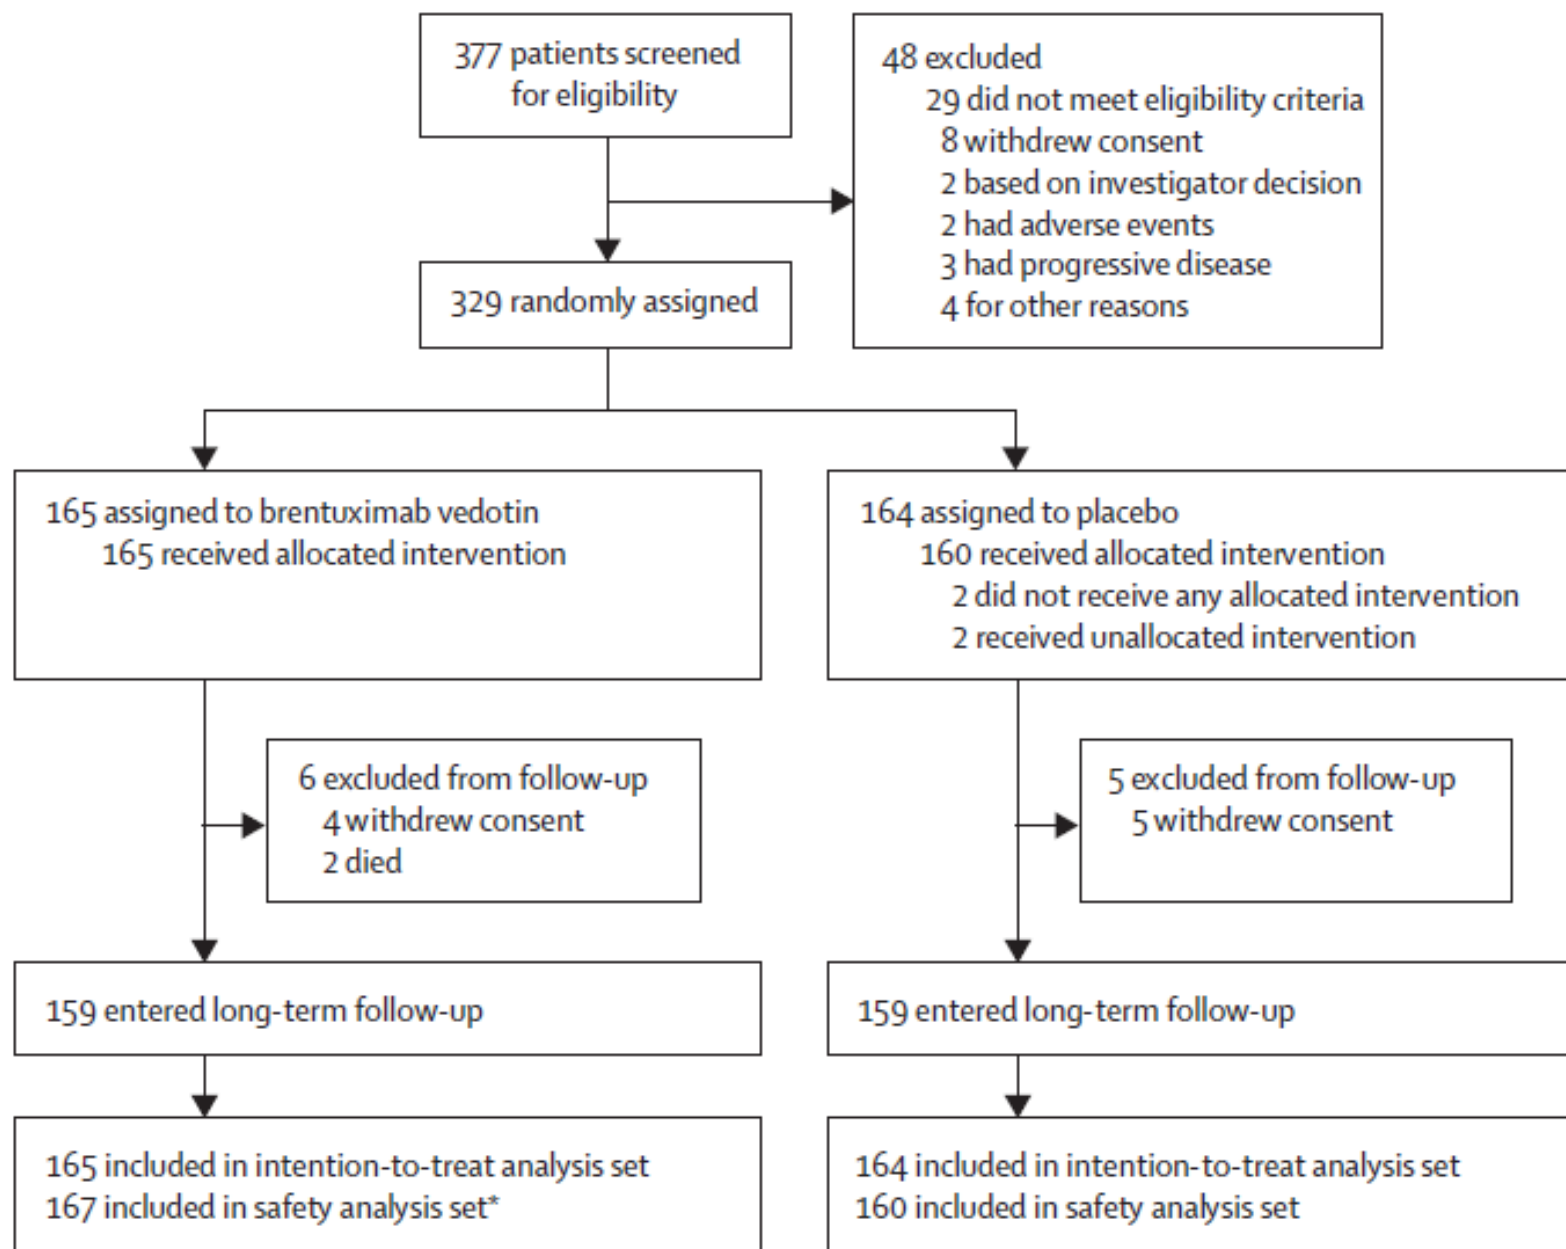 377 patients screened
for eligibility
48 excluded
29 did not meet eligibility criteria
8 withdrew consent
2 based on investigator decision
2 had adverse events
3 had progressive disease
4 for other reasons
329 randomly assigned
165 assigned to brentuximab vedotin
165 received allocated intervention
164 assigned to placebo
160 received allocated intervention
2 did not receive any allocated intervention
2 received unallocated intervention
6 excluded from follow-up
4 withdrew consent
2 died
5 excluded from follow-up
5 withdrew consent
159 entered long-term follow-up
159 entered long-term follow-up
165 included in intention-to-treat analysis set
167 included in safety analysis set*
164 included in intention-to-treat analysis set
160 included in safety analysis set